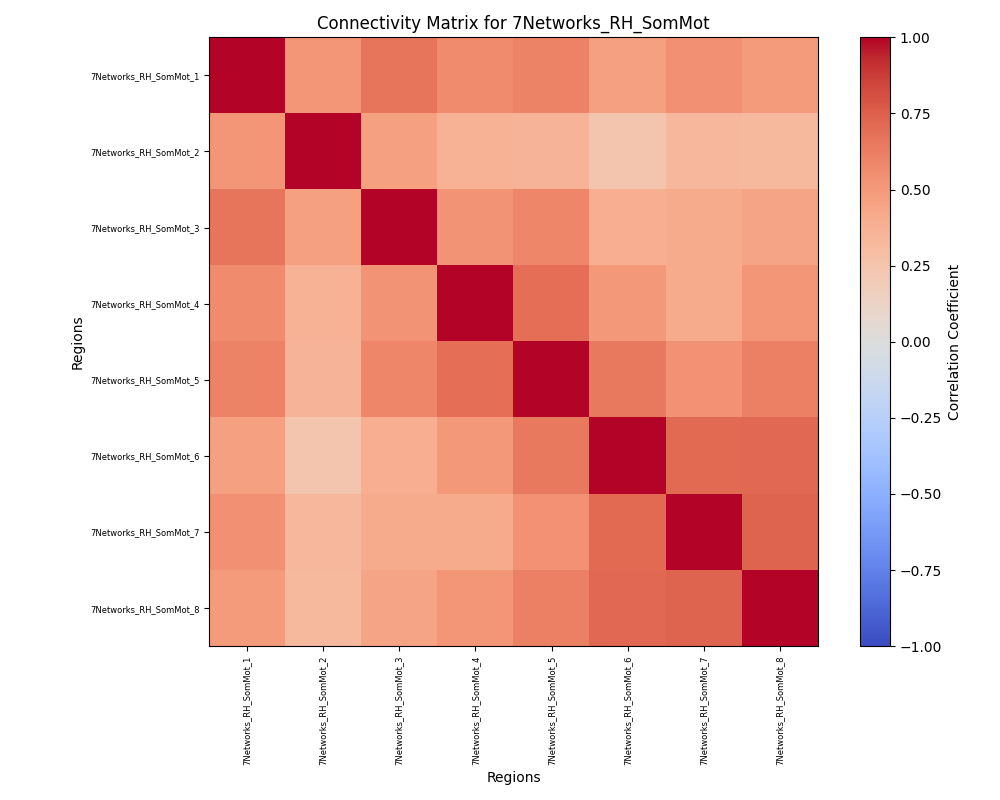 Connectivity Matrix for 7Networks_RH_SomMot
Regions
7Networks_RH_SomMot_1
7Networks_RH_SomMot_2
7Networks_RH_SomMot_3
7Networks_RH_SomMot_4
7Networks_RH_SomMot_5
7Networks_RH_SomMot_6
7Networks_RH_SomMot_7
7Networks_RH_SomMot_8
7Networks_RH_SomMot_1
7Networks_RH_SomMot_2
7Networks_RH_SomMot_3
7Networks_RH_SomMot_4
7Networks_RH_SomMot_5
7Networks_RH_SomMot_6
7Networks_RH_SomMot_7
7Networks_RH_SomMot_8
Regions
1.00
0.75
0.50
0.25
0.00
−0.25
−0.50
−0.75
−1.00
Correlation Coefficient